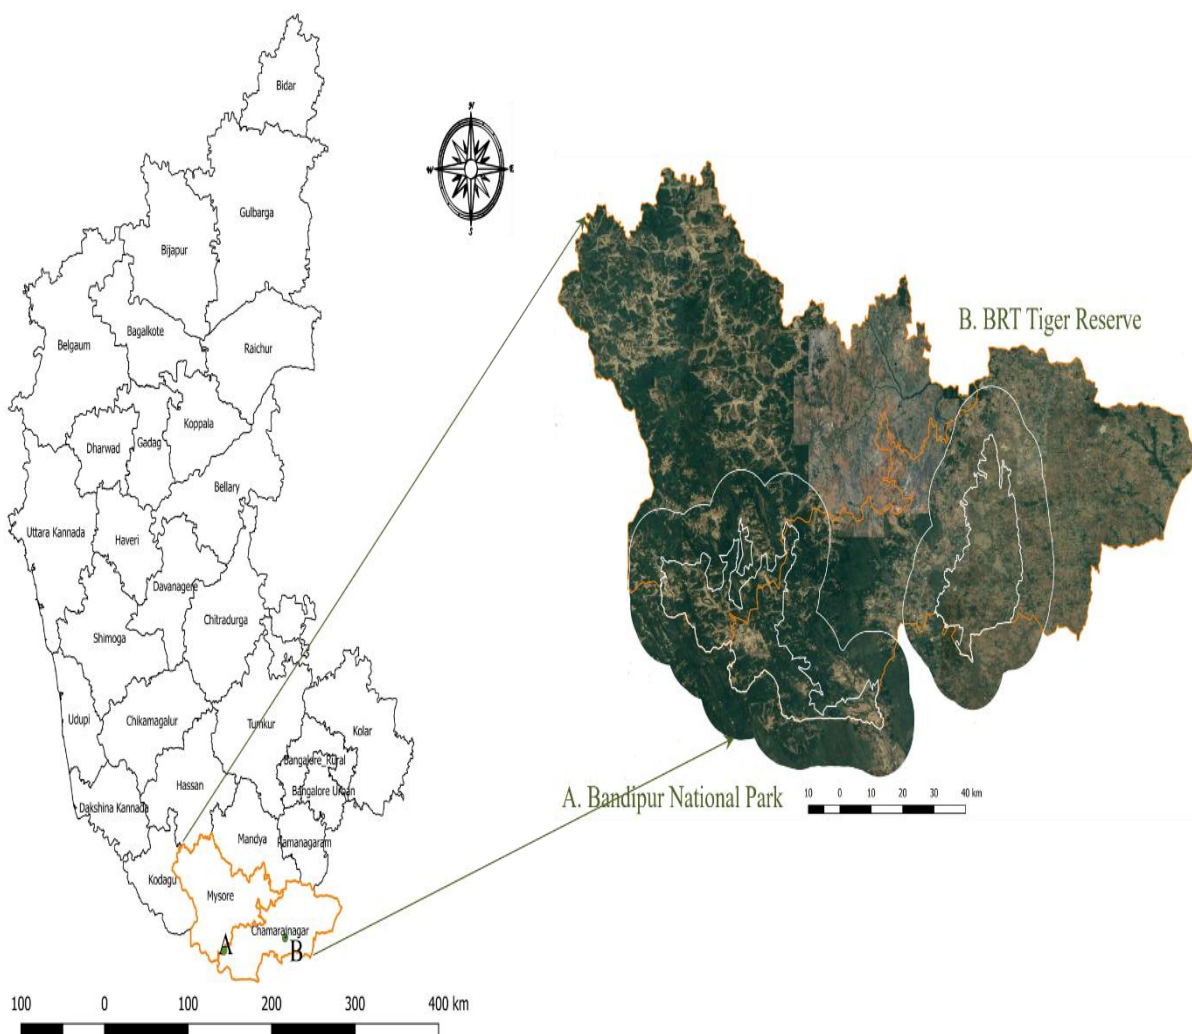 Bidar
N
W E
S
Gulbarga
Bijapur
B. BRT Tiger Reserve
Bagalkote
Belgaum
Raichur
Koppala
Dharwad
Gadag
Bellary
Uttara Kannada
Haveri
Davanagere
Chitradurga
Shimoga
Udupi
Chikamagalur
Tumkur
Kolar
Bangalore_Rural
Hassan
Bangalore Urban
Dakshina Kannada
A. Bandipur National Park
10 0 10 20 30 40 km
Mandya
Ramanagaram
Kodagu
Mysore
Chamarajnagar
A
B
100 0 100 200 300 400 km